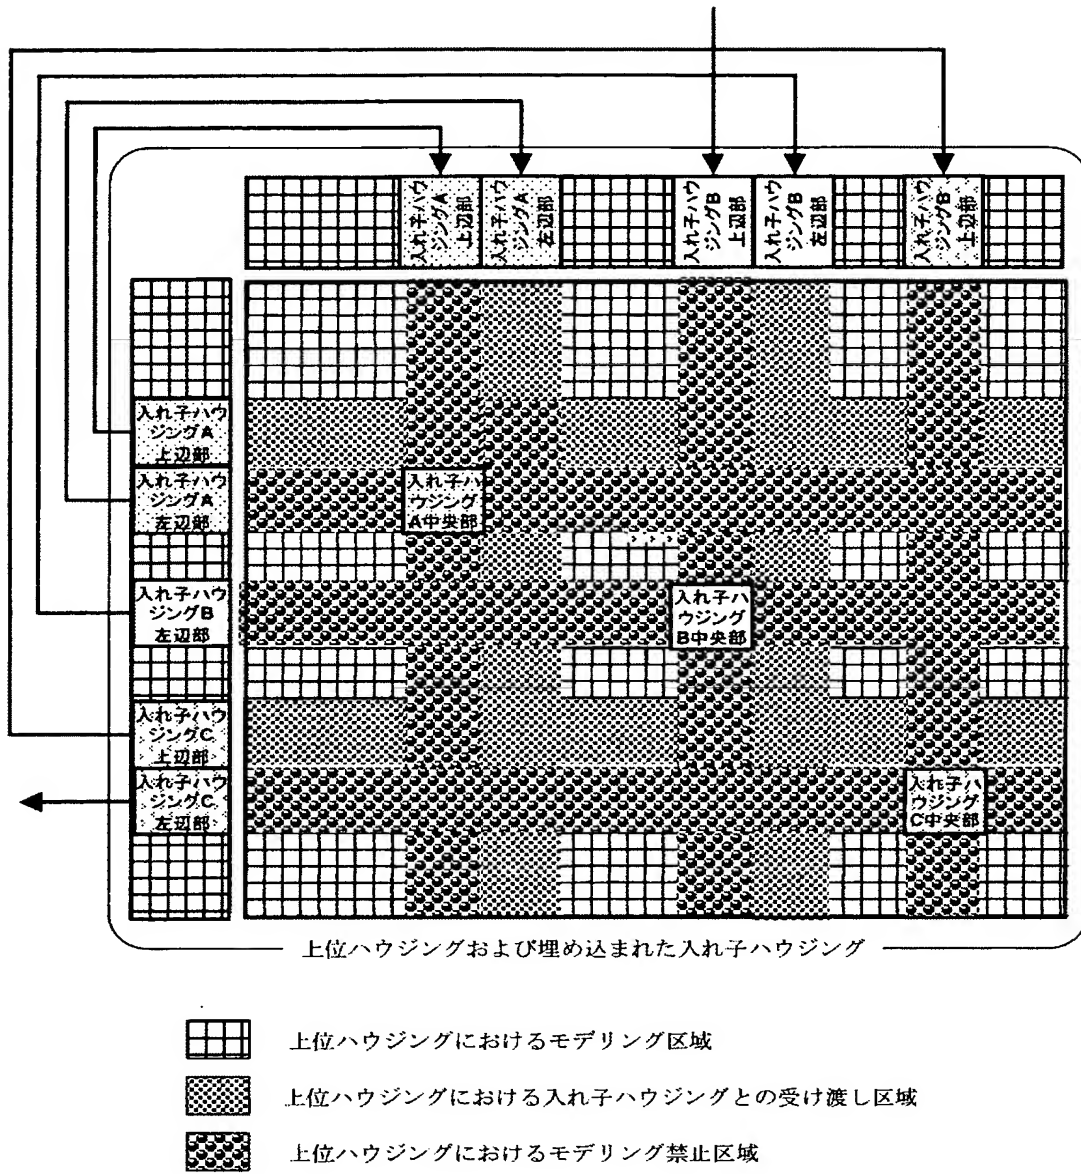 入れ子ハウ
ジングA
上辺部
入れ子ハウ
ジングA
左辺部
入れ子ハウ
ジングB
上辺部
入れ子ハウ
ジングB
左辺部
入れ子ハウ
ジングB
上辺部
入れ子ハウ
ジングA
上辺部
入れ子ハウ
ジングA
左辺部
入れ子ハウ
ジングB
左辺部
入れ子ハウ
ジングC
上辺部
入れ子ハウ
ジングC
左辺部
入れ子ハ
ウジング
A中央部
入れ子ハ
ウジング
B中央部
入れ子ハ
ウジング
C中央部
上位ハウジングおよび埋め込まれた入れ子ハウジング
上位ハウジングにおけるモデリング区域
上位ハウジングにおける入れ子ハウジングとの受け渡し区域
上位ハウジングにおけるモデリング禁止区域